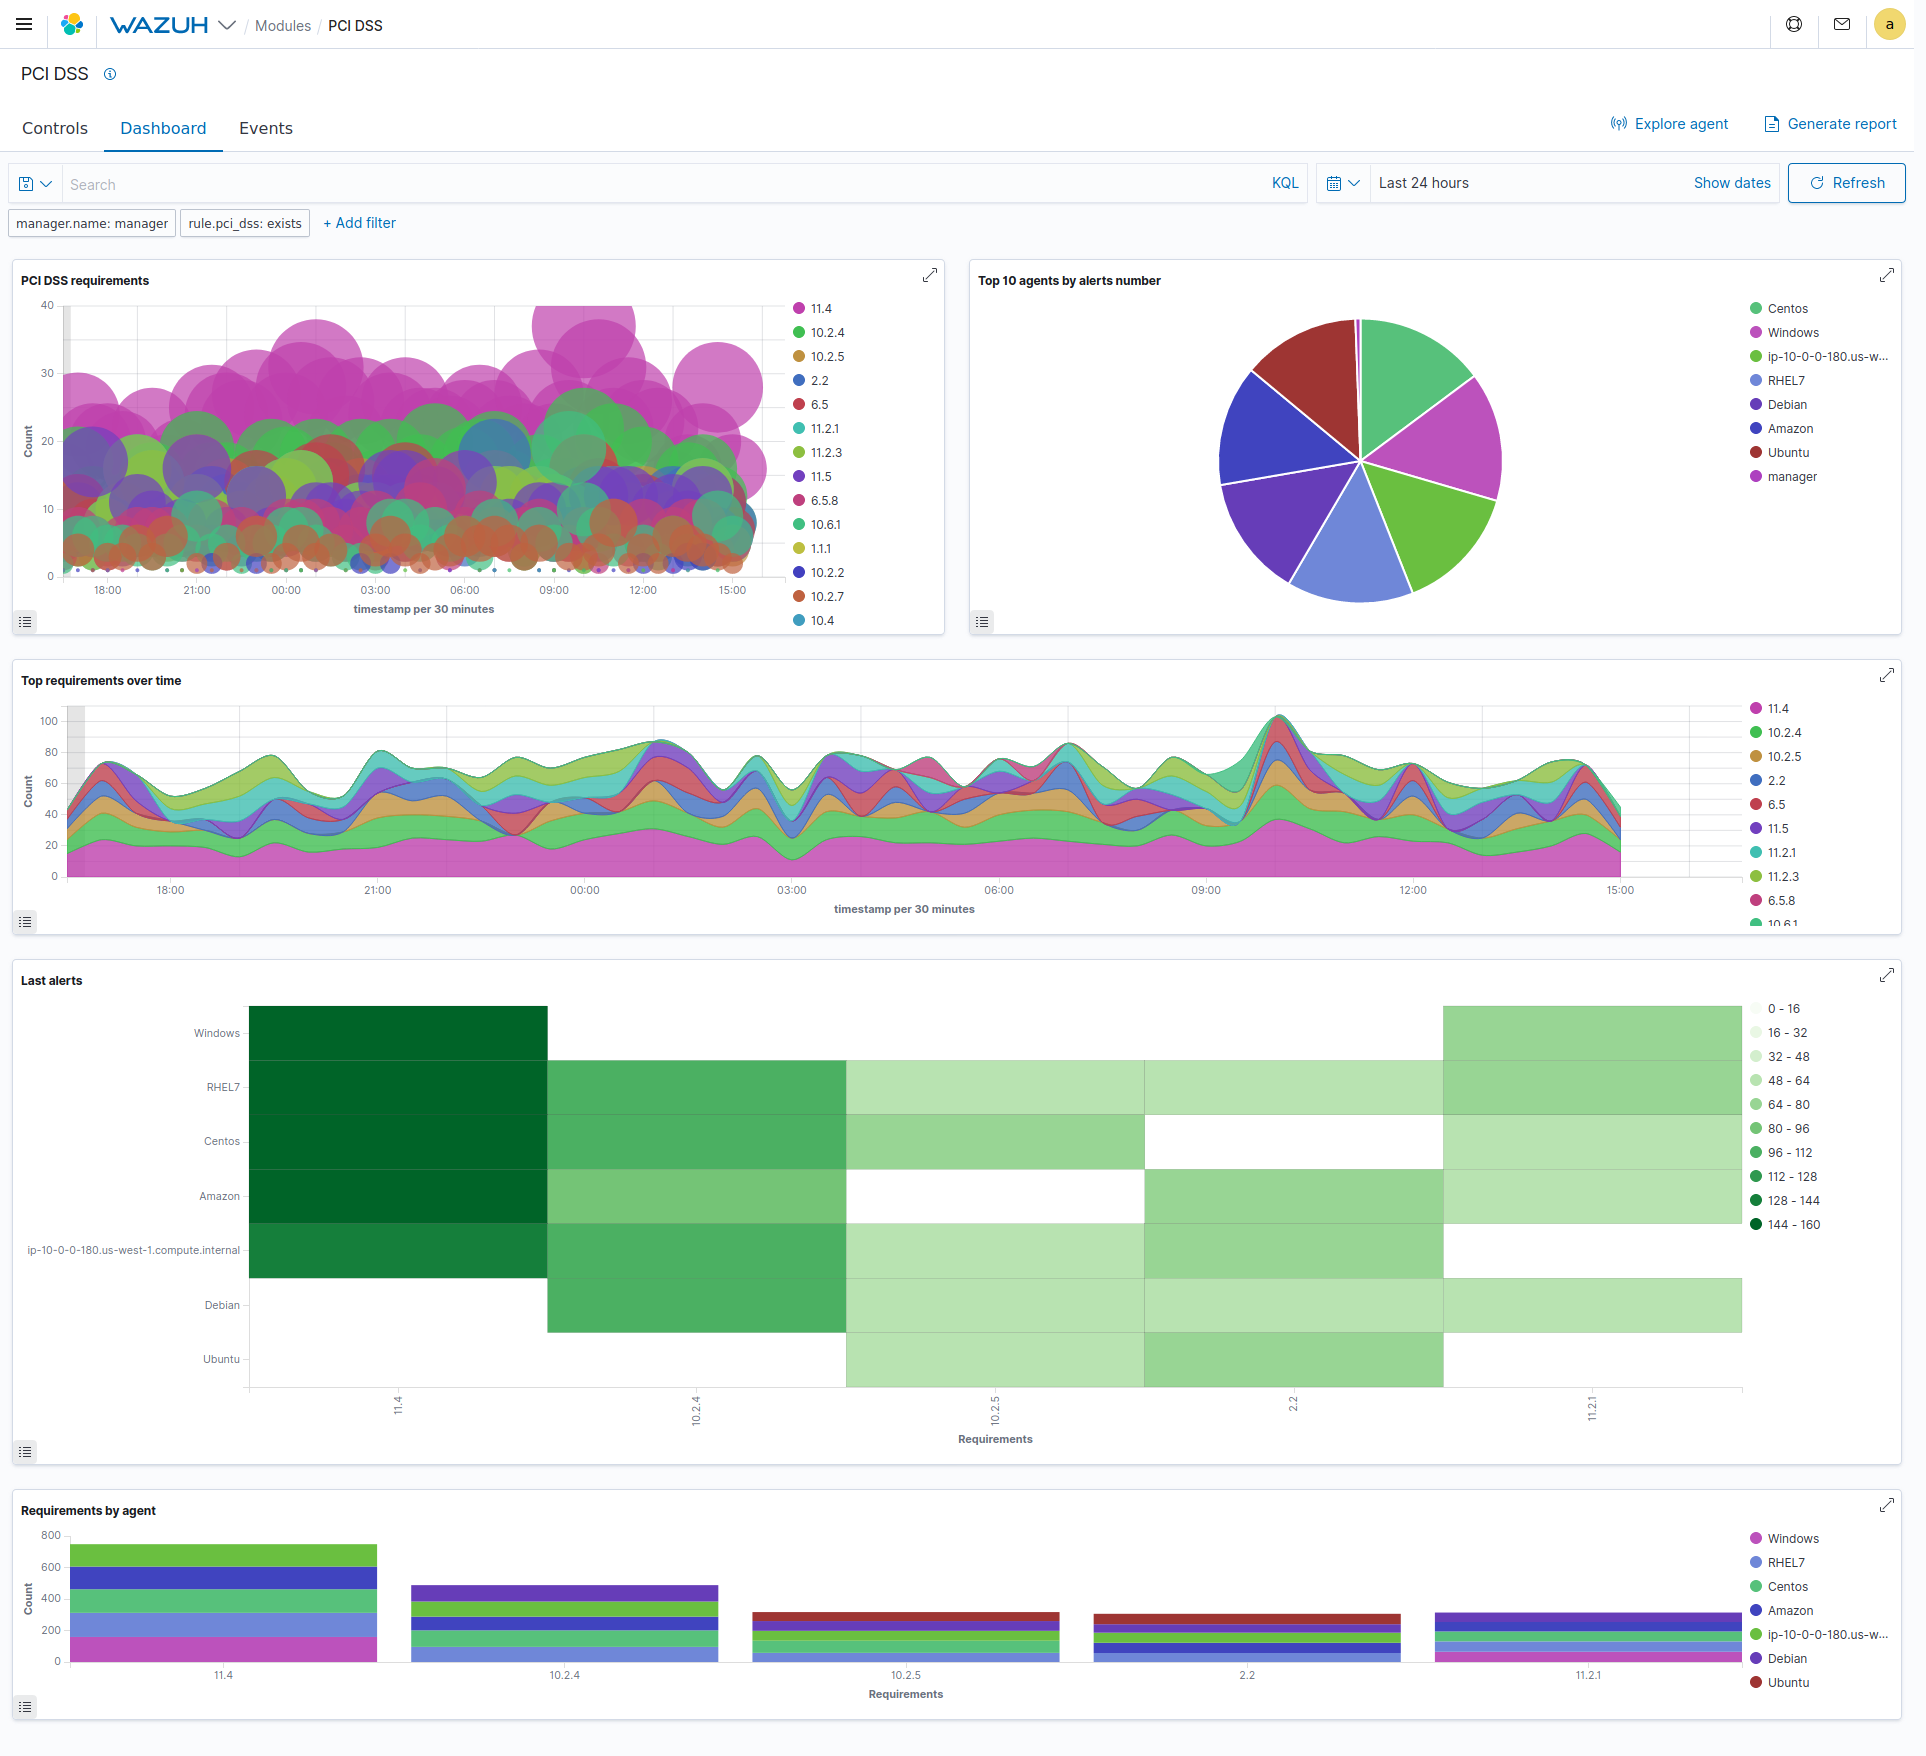 WAZUH / Modules / PCI DSS
a
PCI DSS
Controls Dashboard Events
Explore agent Generate report
Search KQL
Last 24 hours Show dates Refresh
manager.name: manager rule.pci_dss: exists + Add filter
PCI DSS requirements
40
30
20
10
0
Count
18:00 21:00 00:00 03:00 06:00 09:00 12:00 15:00
timestamp per 30 minutes
11.4
10.2.4
10.2.5
2.2
6.5
11.2.1
11.2.3
11.5
6.5.8
10.6.1
1.1.1
10.2.2
10.2.7
10.4
Top 10 agents by alerts number
Centos
Windows
ip-10-0-0-180.us-w...
RHEL7
Debian
Amazon
Ubuntu
manager
Top requirements over time
100
80
60
40
20
0
Count
18:00 21:00 00:00 03:00 06:00 09:00 12:00 15:00
timestamp per 30 minutes
11.4
10.2.4
10.2.5
2.2
6.5
11.5
11.2.1
11.2.3
6.5.8
10.6.1
Last alerts
Windows
RHEL7
Centos
Amazon
ip-10-0-0-180.us-west-1.compute.internal
Debian
Ubuntu
11.4 10.2.4 10.2.5 2.2 11.2.1
Requirements
0 - 16
16 - 32
32 - 48
48 - 64
64 - 80
80 - 96
96 - 112
112 - 128
128 - 144
144 - 160
Requirements by agent
800
600
400
200
0
Count
11.4 10.2.4 10.2.5 2.2 11.2.1
Requirements
Windows
RHEL7
Centos
Amazon
ip-10-0-0-180.us-w...
Debian
Ubuntu